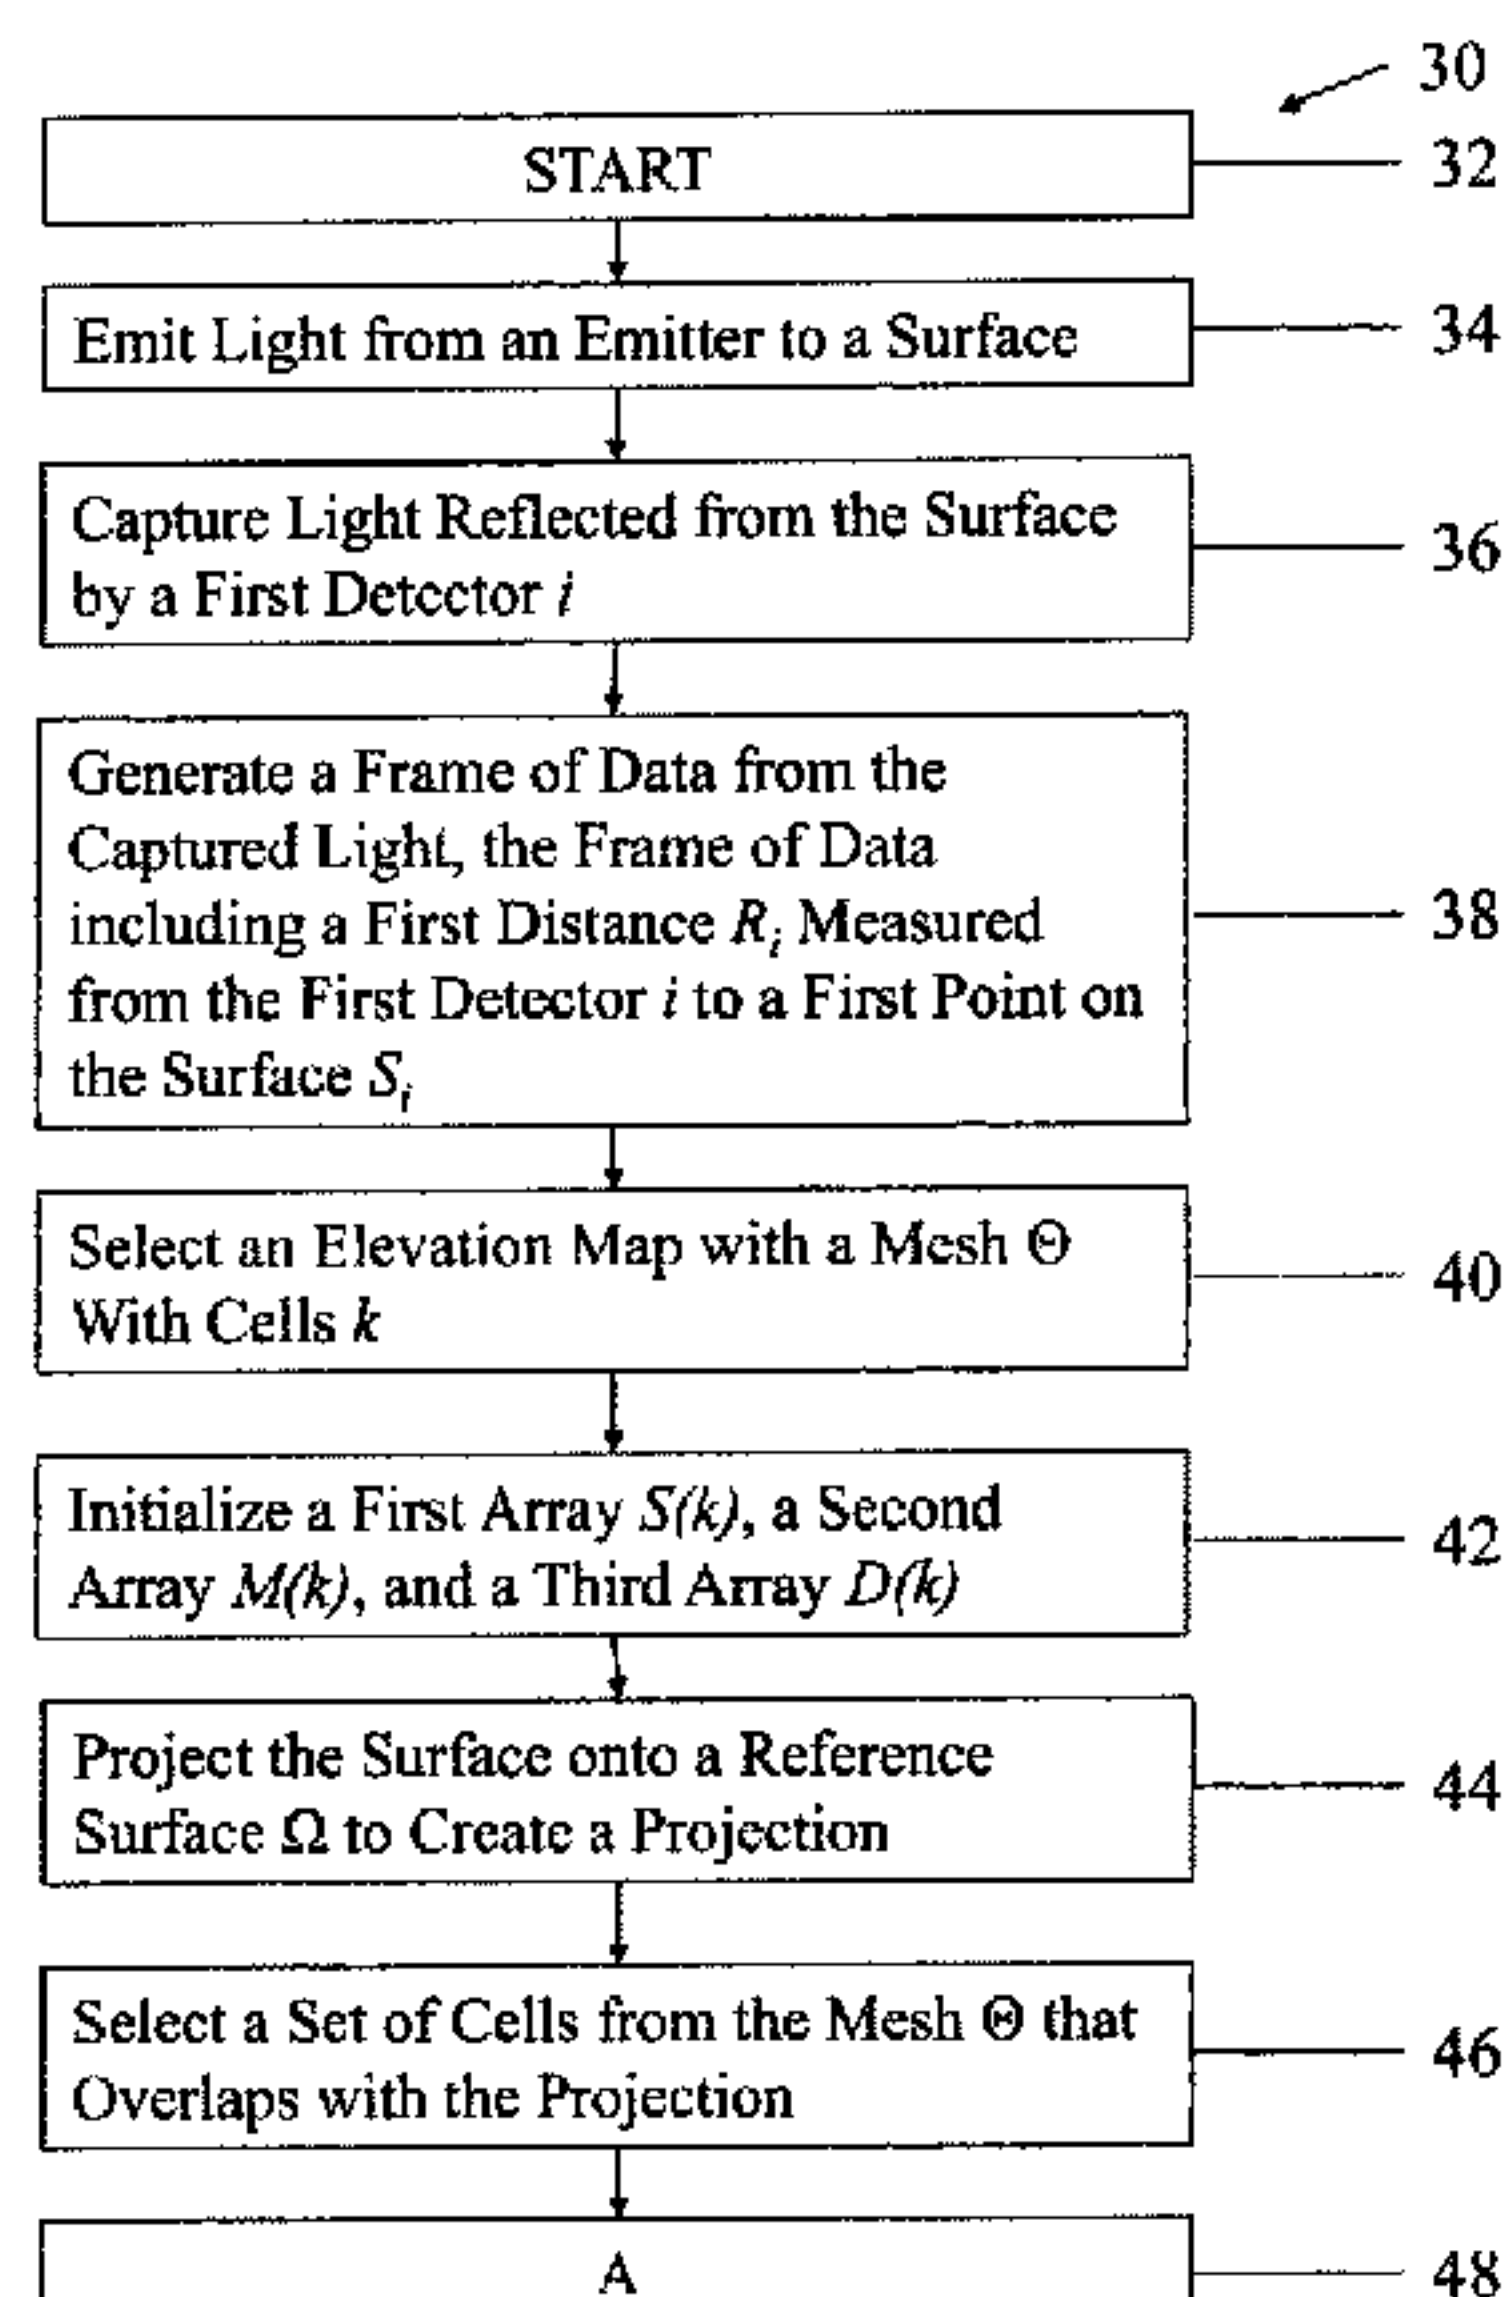 30
START
32
Emit Light from an Emitter to a Surface
34
Capture Light Reflected from the Surface
by a First Detector i
36
Generate a Frame of Data from the
Captured Light, the Frame of Data
including a First Distance Rᵢ Measured
from the First Detector i to a First Point on
the Surface Sᵢ
38
Select an Elevation Map with a Mesh Θ
With Cells k
40
Initialize a First Array S(k), a Second
Array M(k), and a Third Array D(k)
42
Project the Surface onto a Reference
Surface Ω to Create a Projection
44
Select a Set of Cells from the Mesh Θ that
Overlaps with the Projection
46
A
48